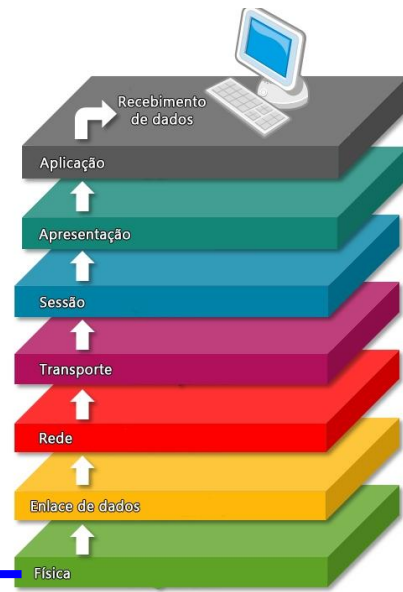 Recebimento
de dados
Aplicação
Apresentação
Sessão
Transporte
Rede
Enlace de dados
Física